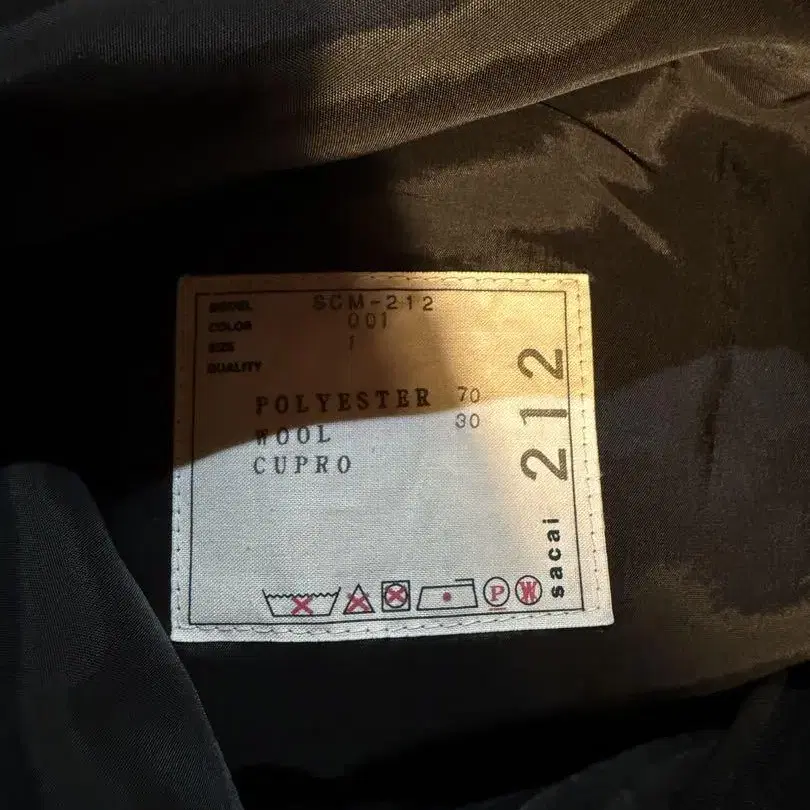 MODEL SCM-212
COLOR 001
SIZE 1
QUALITY
POLYESTER 70
WOOL 30
CUPRO
P W
sacai 212